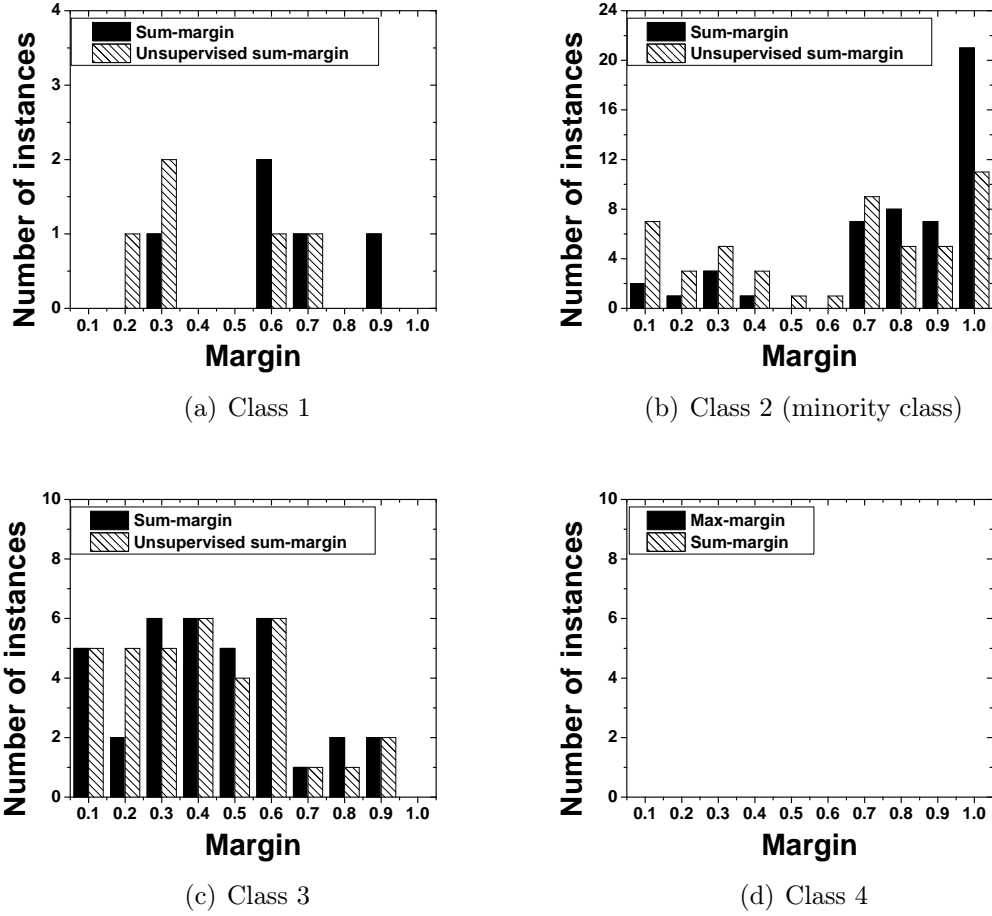 Sum-margin
Unsupervised sum-margin
4
3
2
1
0
Number of instances
0.1 0.2 0.3 0.4 0.5 0.6 0.7 0.8 0.9 1.0
Margin
(a) Class 1
Sum-margin
Unsupervised sum-margin
24
20
16
12
8
4
0
Number of instances
0.1 0.2 0.3 0.4 0.5 0.6 0.7 0.8 0.9 1.0
Margin
(b) Class 2 (minority class)
Sum-margin
Unsupervised sum-margin
10
8
6
4
2
0
Number of instances
0.1 0.2 0.3 0.4 0.5 0.6 0.7 0.8 0.9 1.0
Margin
(c) Class 3
Max-margin
Sum-margin
10
8
6
4
2
0
Number of instances
0.1 0.2 0.3 0.4 0.5 0.6 0.7 0.8 0.9 1.0
Margin
(d) Class 4